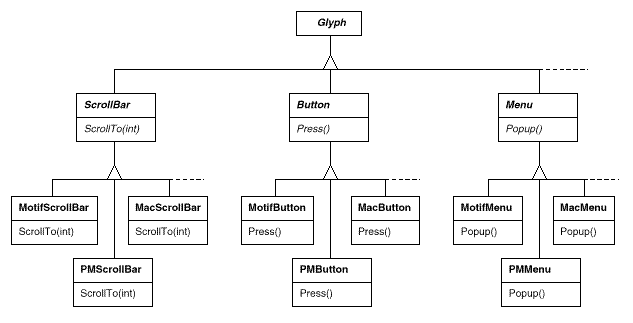 Glyph
ScrollBar
ScrollTo(int)
Button
Press()
Menu
Popup()
MotifScrollBar
ScrollTo(int)
MacScrollBar
ScrollTo(int)
MotifButton
Press()
MacButton
Press()
MotifMenu
Popup()
MacMenu
Popup()
PMScrollBar
ScrollTo(int)
PMButton
Press()
PMMenu
Popup()